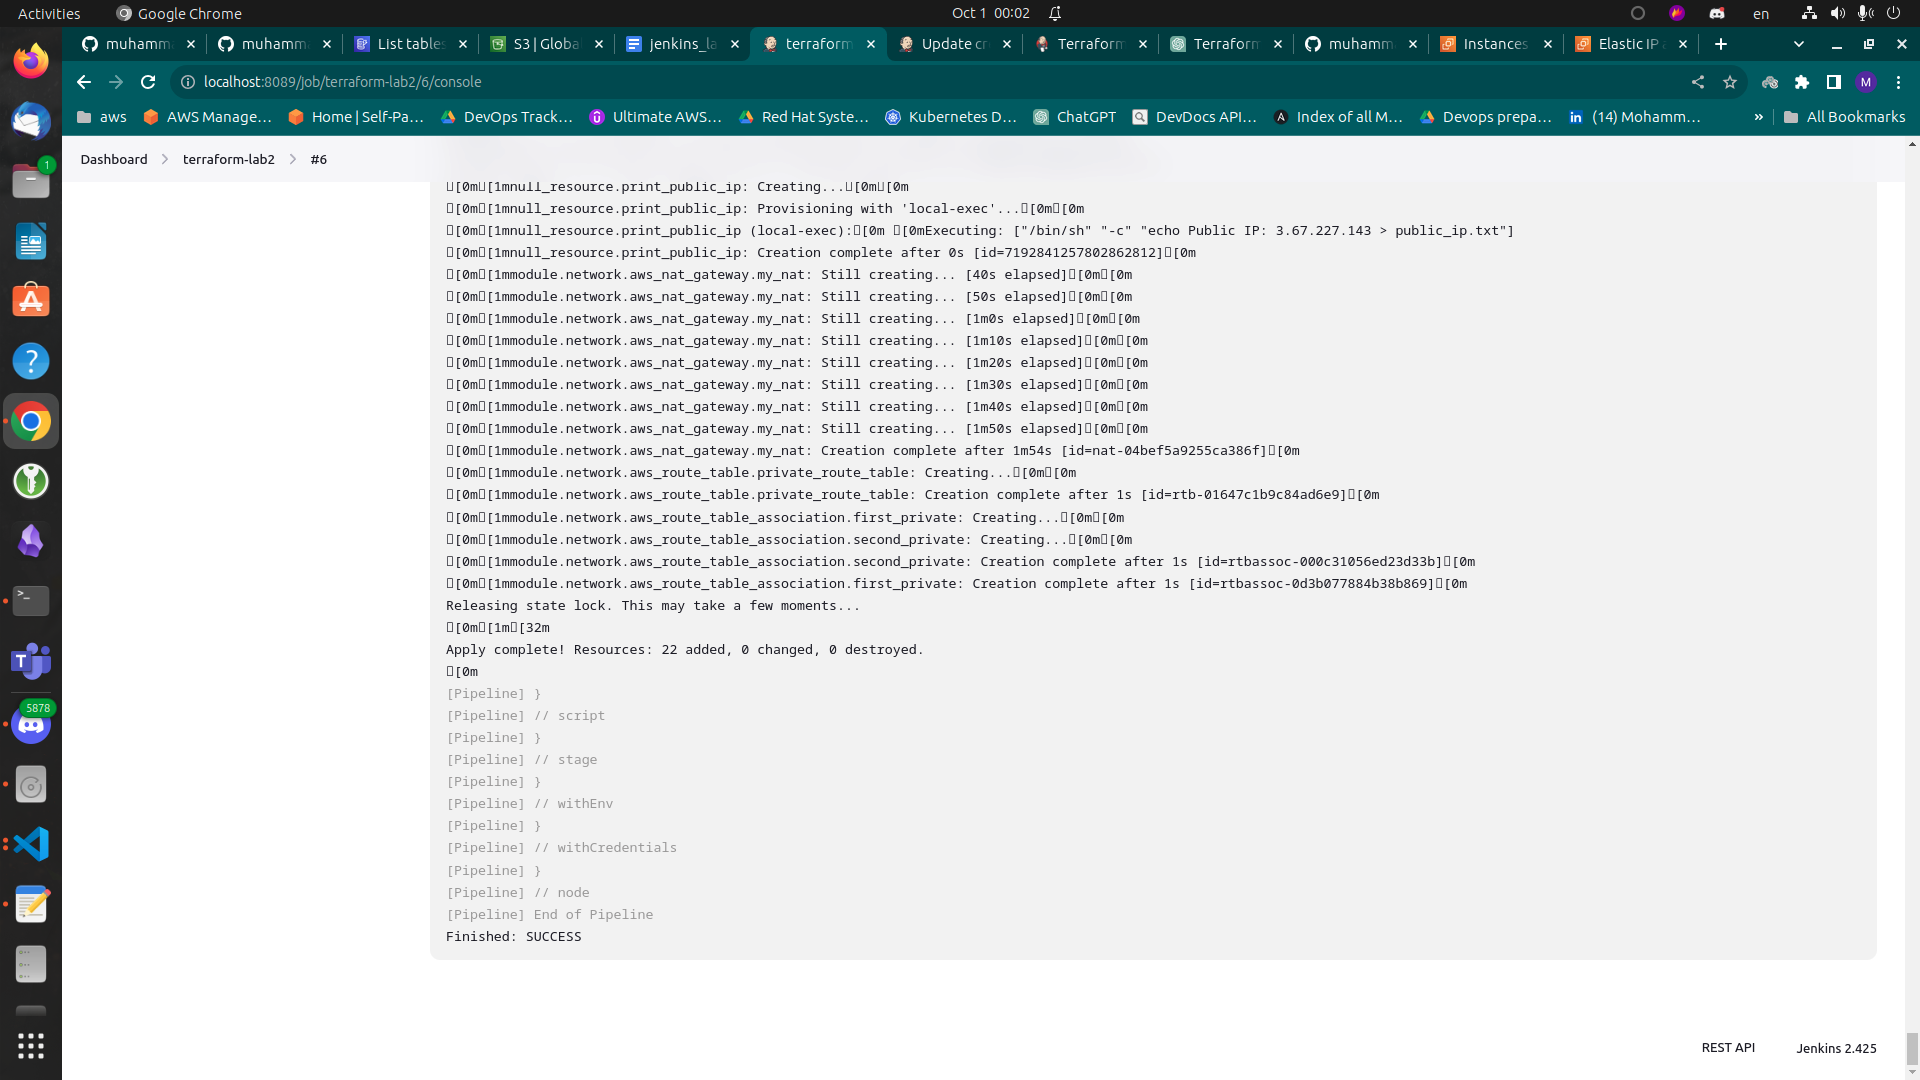 Activities
Google Chrome
Oct 1 00:02
en
muhamm
muhamm
List tables
S3 | Globa
jenkins_la
terraform
Update cr
Terraform
Terraform
muhamm
Instances
Elastic IP
localhost:8089/job/terraform-lab2/6/console
M
aws
AWS Manage...
Home | Self-Pa...
DevOps Track...
UltImate AWS...
Red Hat Syste...
Kubernetes D...
ChatGPT
DevDocs API...
Index of all M...
Devops prepa...
(14) Mohamm...
»
All Bookmarks
Dashboard
terraform-lab2
#6
1
5878
[0m[1mnull_resource.print_public_ip: Creating...[0m[0m
[0m[1mnull_resource.print_public_ip: Provisioning with 'local-exec'...[0m[0m
[0m[1mnull_resource.print_public_ip (local-exec):[0m [0mExecuting: ["/bin/sh" "-c" "echo Public IP: 3.67.227.143 > public_ip.txt"]
[0m[1mnull_resource.print_public_ip: Creation complete after 0s [id=7192841257802862812][0m
[0m[1mmodule.network.aws_nat_gateway.my_nat: Still creating... [40s elapsed][0m[0m
[0m[1mmodule.network.aws_nat_gateway.my_nat: Still creating... [50s elapsed][0m[0m
[0m[1mmodule.network.aws_nat_gateway.my_nat: Still creating... [1m0s elapsed][0m[0m
[0m[1mmodule.network.aws_nat_gateway.my_nat: Still creating... [1m10s elapsed][0m[0m
[0m[1mmodule.network.aws_nat_gateway.my_nat: Still creating... [1m20s elapsed][0m[0m
[0m[1mmodule.network.aws_nat_gateway.my_nat: Still creating... [1m30s elapsed][0m[0m
[0m[1mmodule.network.aws_nat_gateway.my_nat: Still creating... [1m40s elapsed][0m[0m
[0m[1mmodule.network.aws_nat_gateway.my_nat: Still creating... [1m50s elapsed][0m[0m
[0m[1mmodule.network.aws_nat_gateway.my_nat: Creation complete after 1m54s [id=nat-04bef5a9255ca386f][0m
[0m[1mmodule.network.aws_route_table.private_route_table: Creating...[0m[0m
[0m[1mmodule.network.aws_route_table.private_route_table: Creation complete after 1s [id=rtb-01647c1b9c84ad6e9][0m
[0m[1mmodule.network.aws_route_table_association.first_private: Creating...[0m[0m
[0m[1mmodule.network.aws_route_table_association.second_private: Creating...[0m[0m
[0m[1mmodule.network.aws_route_table_association.second_private: Creation complete after 1s [id=rtbassoc-000c31056ed23d33b][0m
[0m[1mmodule.network.aws_route_table_association.first_private: Creation complete after 1s [id=rtbassoc-0d3b077884b38b869][0m
Releasing state lock. This may take a few moments...
[0m[1m[32m
Apply complete! Resources: 22 added, 0 changed, 0 destroyed.
[0m
[Pipeline] }
[Pipeline] // script
[Pipeline] }
[Pipeline] // stage
[Pipeline] }
[Pipeline] // withEnv
[Pipeline] }
[Pipeline] // withCredentials
[Pipeline] }
[Pipeline] // node
[Pipeline] End of Pipeline
Finished: SUCCESS
REST API
Jenkins 2.425